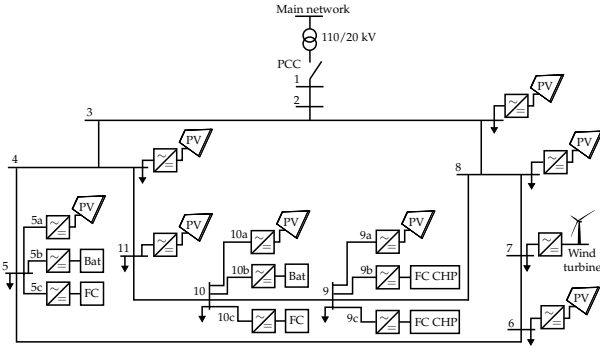 Main network
110/20 kV
PCC
1
2
3
PV
4
PV
8
PV
5a
PV
5b
Bat
5
5c
FC
11
PV
10a
PV
10b
Bat
10
10c
FC
9a
PV
9b
FC CHP
9
9c
FC CHP
7
Wind
turbine
6
PV